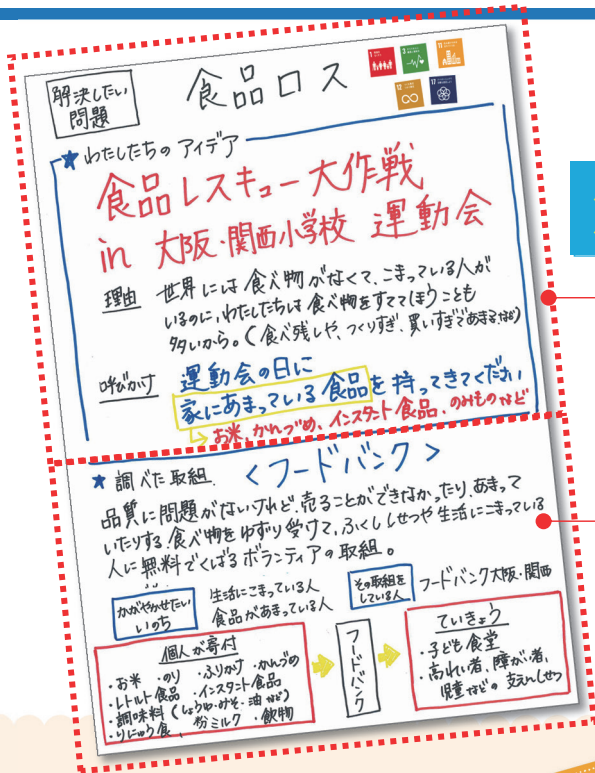 解決したい
問題
食品ロス
★わたしたちの アイデア
食品レスキュー大作戦
in 大阪・関西小学校 運動会
理由 世界には食べ物がなくて、こまっている人が
いるのに、わたしたちは食べ物をすててしまうことも
多いから。(食べ残しや、つくりすぎ、買いすぎであまるなど)
呼びかけ 運動会の日に
家にあまっている食品を持ってきてください
お米、かんづめ、インスタント食品、のみものなど
★調べた取組 <フードバンク>
品質に問題がないけれど、売ることができなかったり、あまって
いたりする食べ物をゆずり受けて、ふくししせつや生活にこまっている
人に無料でくばるボランティアの取組。
かがやかせたい
いのち
生活にこまっている人
食品があまっている人
その取組を
している人
フードバンク大阪・関西
個人が寄付
・お米 ・のり ・ふりかけ ・かんづめ
・レトルト食品 ・インスタント食品
・調味料(しょうゆ・みそ・油など)
・りにゅう食、粉ミルク ・飲物
フードバンク
ていきょう
・子ども食堂
・高れい者、障がい者、
児童などの支えんしせつ